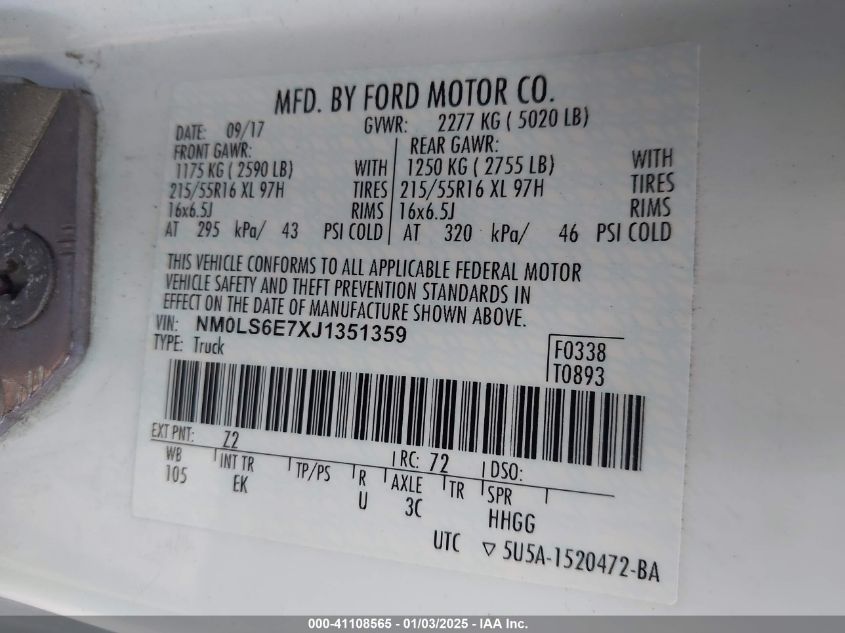 MFD. BY FORD MOTOR CO.
DATE: 09/17 GVWR: 2277 KG ( 5020 LB)
FRONT GAWR: REAR GAWR:
1175 KG ( 2590 LB) WITH 1250 KG ( 2755 LB) WITH
215/55R16 XL 97H TIRES 215/55R16 XL 97H TIRES
16x6.5J RIMS 16x6.5J RIMS
AT 295 kPa/ 43 PSI COLD AT 320 kPa/ 46 PSI COLD
THIS VEHICLE CONFORMS TO ALL APPLICABLE FEDERAL MOTOR
VEHICLE SAFETY AND THEFT PREVENTION STANDARDS IN
EFFECT ON THE DATE OF MANUFACTURE SHOWN ABOVE.
VIN: NM0LS6E7XJ1351359
TYPE: Truck
F0338
T0893
EXT PNT: Z2 RC: 72 DSO:
WB INT TR TP/PS R AXLE TR SPR
105 EK U 3C HHGG
UTC ▽ 5U5A-1520472-BA
000-41108565 | 01/03/2025 | IAA Inc.